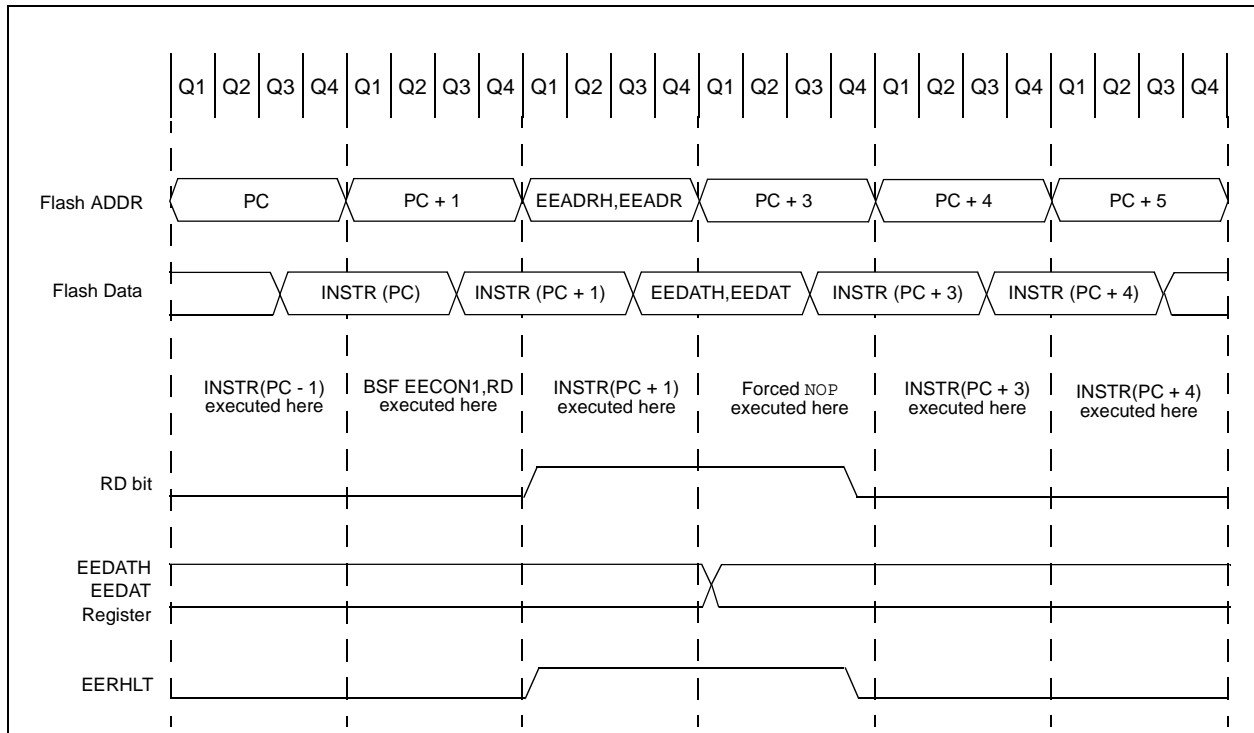 Q1 Q2 Q3 Q4 Q1 Q2 Q3 Q4 Q1 Q2 Q3 Q4 Q1 Q2 Q3 Q4 Q1 Q2 Q3 Q4 Q1 Q2 Q3 Q4
Flash ADDR PC PC + 1 EEADRH,EEADR PC + 3 PC + 4 PC + 5
Flash Data INSTR (PC) INSTR (PC + 1) EEDATH,EEDAT INSTR (PC + 3) INSTR (PC + 4)
INSTR(PC - 1) BSF EECON1,RD INSTR(PC + 1) Forced NOP INSTR(PC + 3) INSTR(PC + 4)
executed here executed here executed here executed here executed here executed here
RD bit
EEDATH
EEDAT
Register
EERHLT